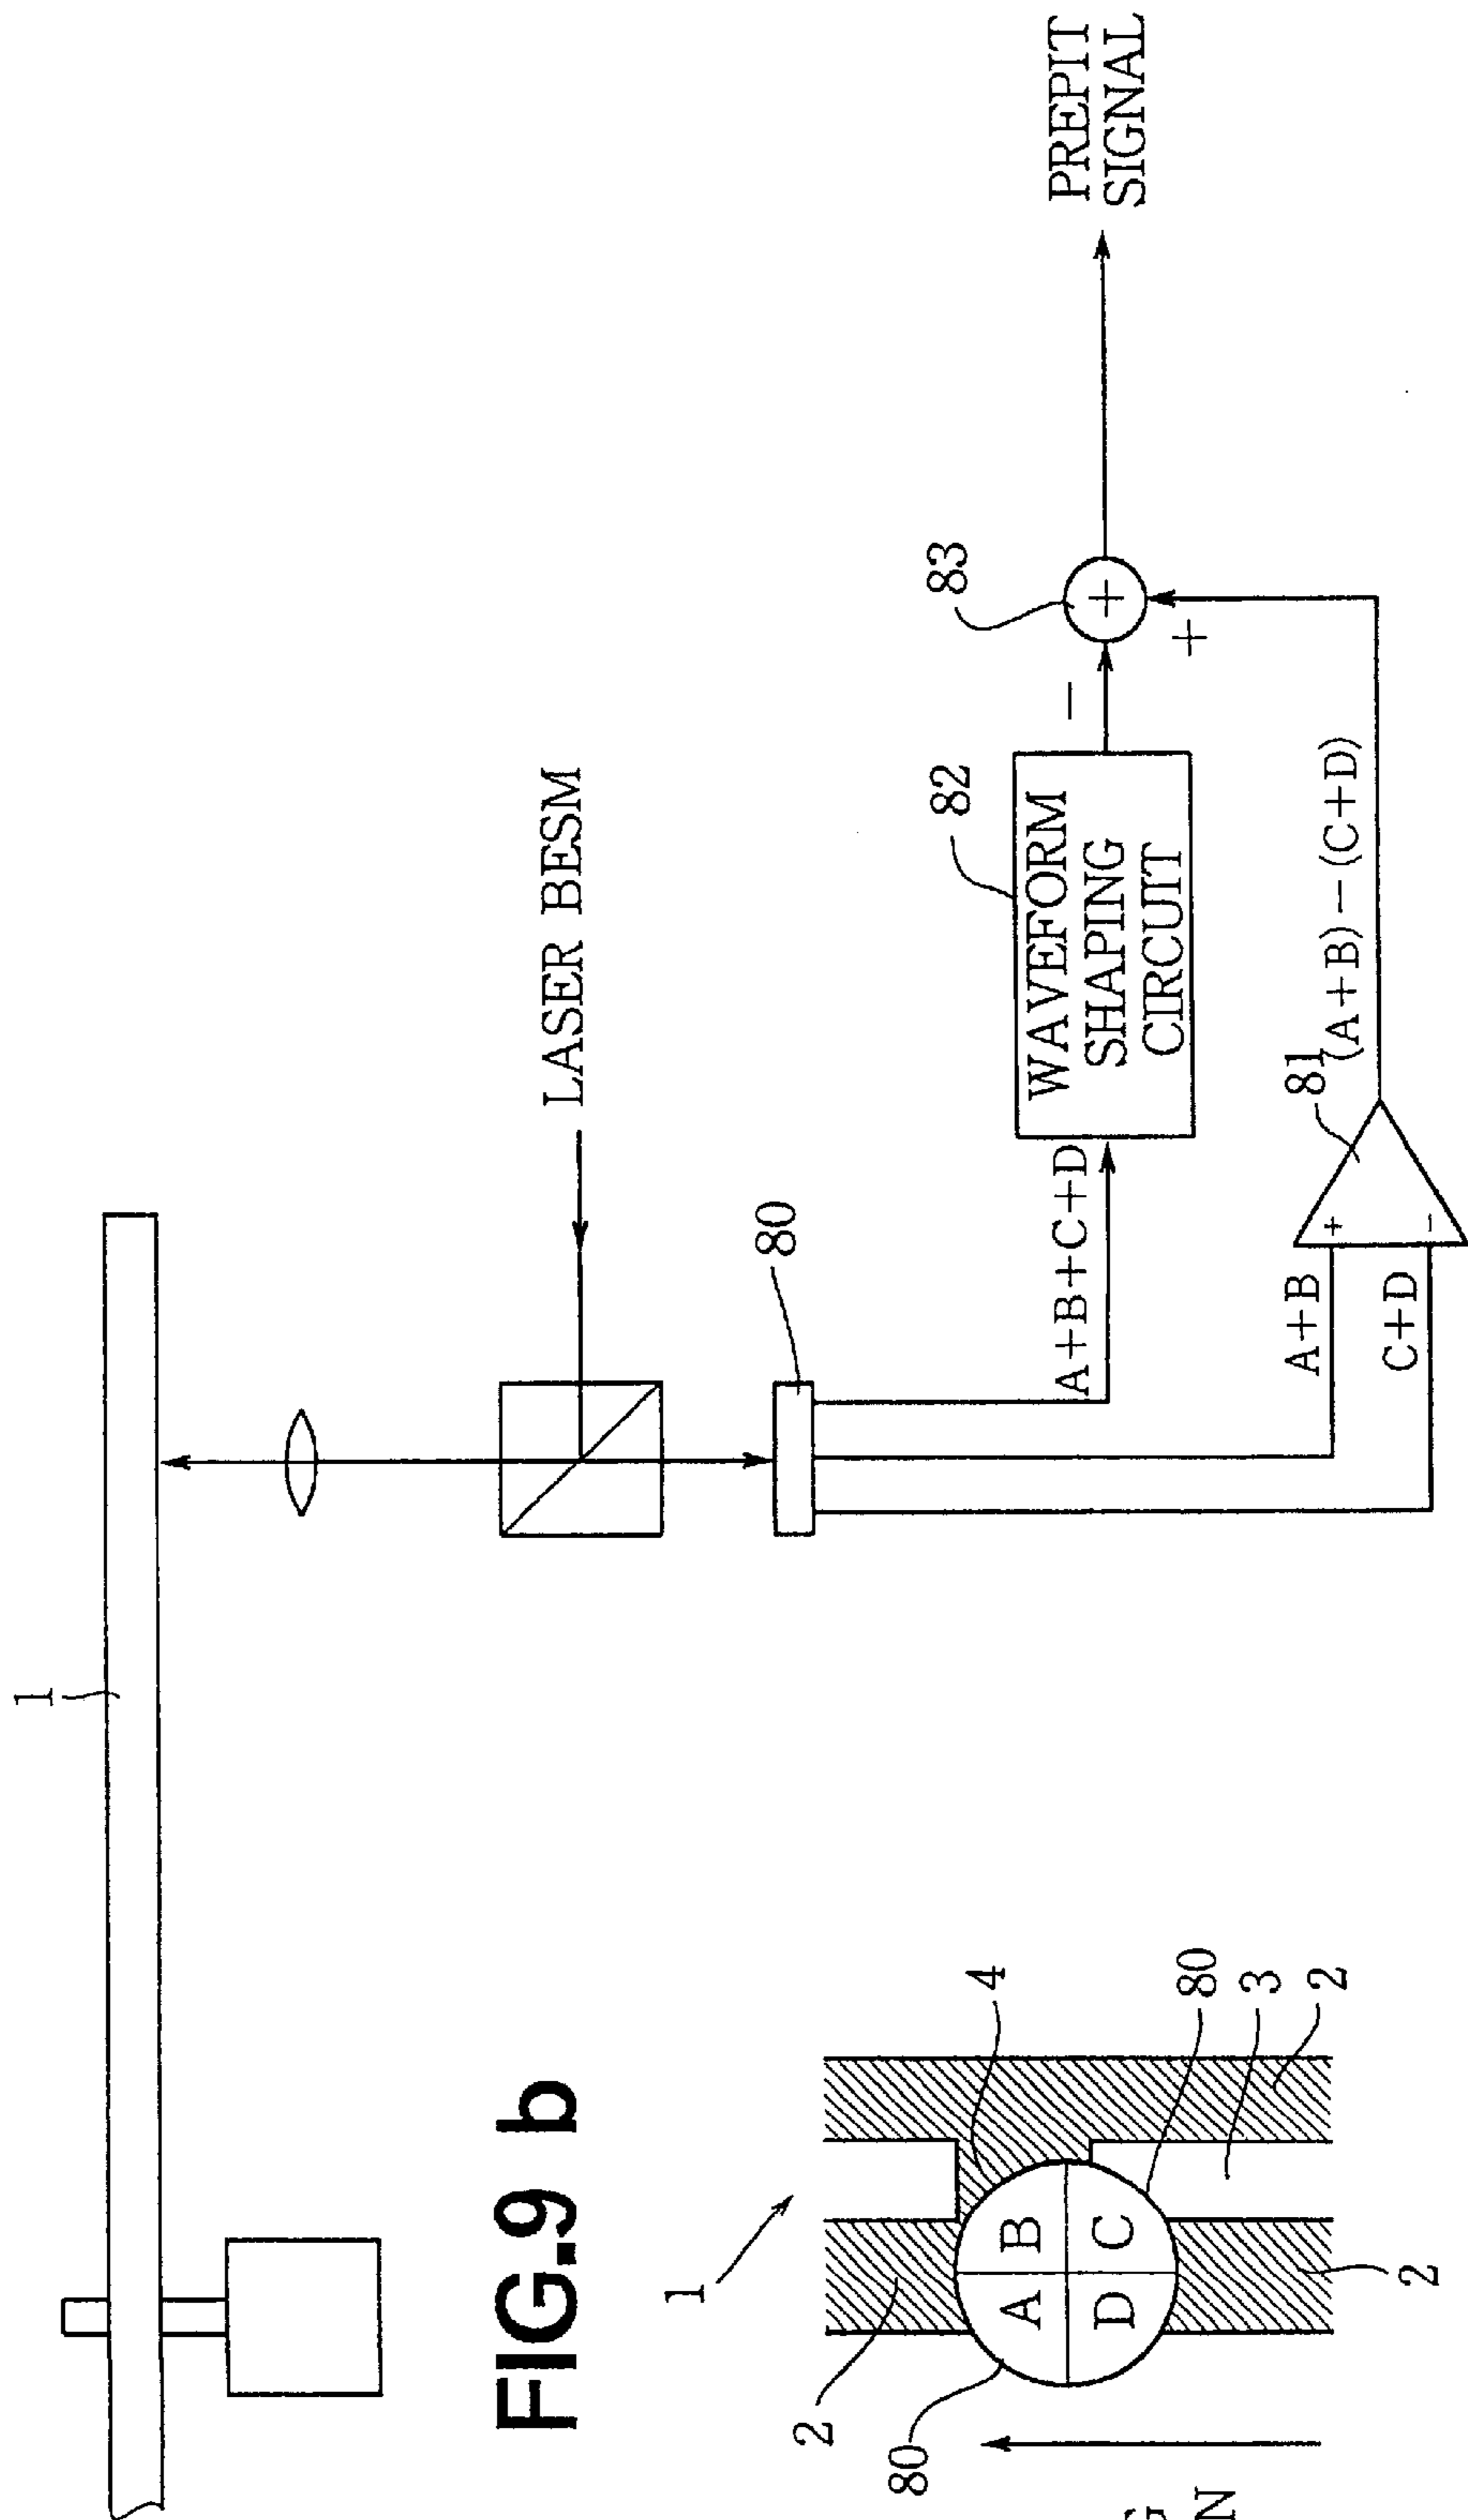 1
FIG.9 b
LASER BESM
80
82
83
WAVEFORM
SHAPING
CIRCUIT
A+B+C+D
−
+
+
PREPIT
SIGNAL
81
(A+B)−(C+D)
A+B
C+D
+
−
1
2
80
4
A
B
D
C
80
3
2
2
G
N